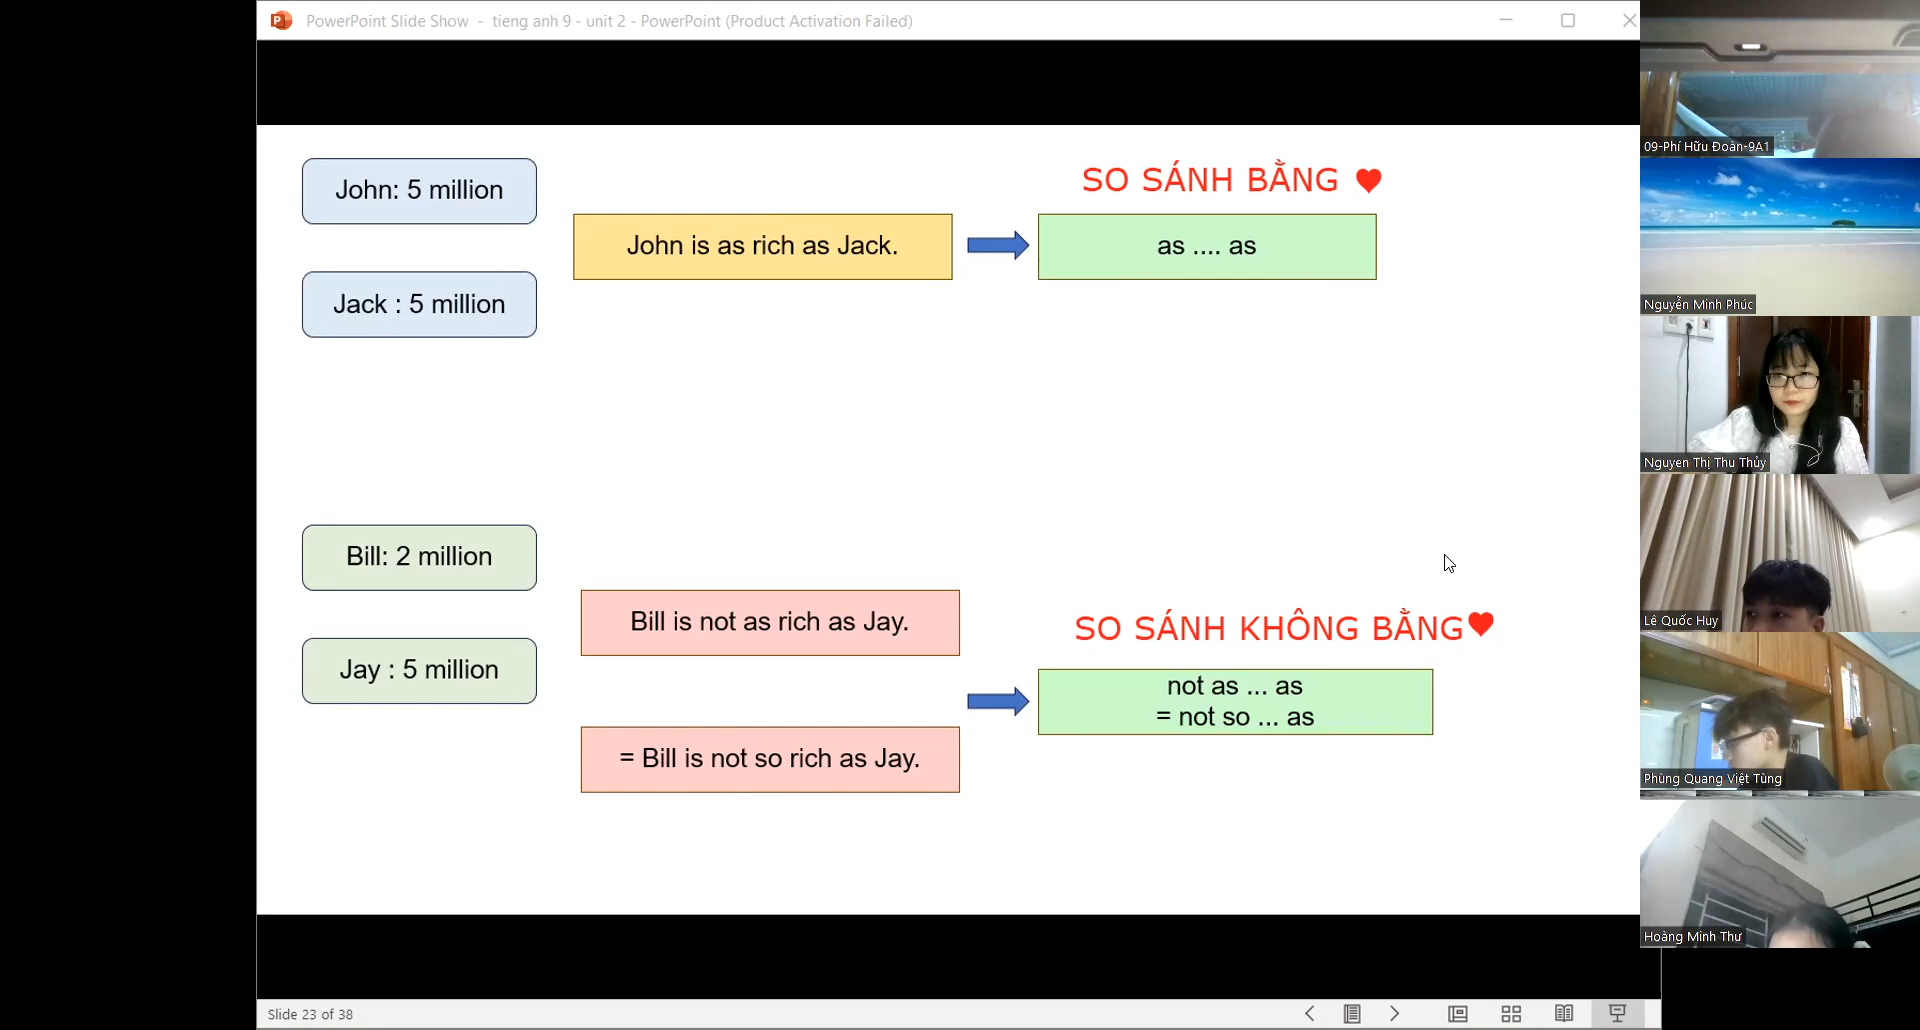 PowerPoint Slide Show - tieng anh 9 - unit 2 - PowerPoint (Product Activation Failed)
John: 5 million
Jack : 5 million
John is as rich as Jack.
SO SÁNH BẰNG
as .... as
Bill: 2 million
Jay : 5 million
Bill is not as rich as Jay.
= Bill is not so rich as Jay.
SO SÁNH KHÔNG BẰNG
not as ... as
= not so ... as
09-Phí Hữu Đoàn-9A1
Nguyễn Minh Phúc
Nguyen Thị Thu Thủy
Lê Quốc Huy
Phùng Quang Việt Tùng
Hoàng Minh Thư
Slide 23 of 38